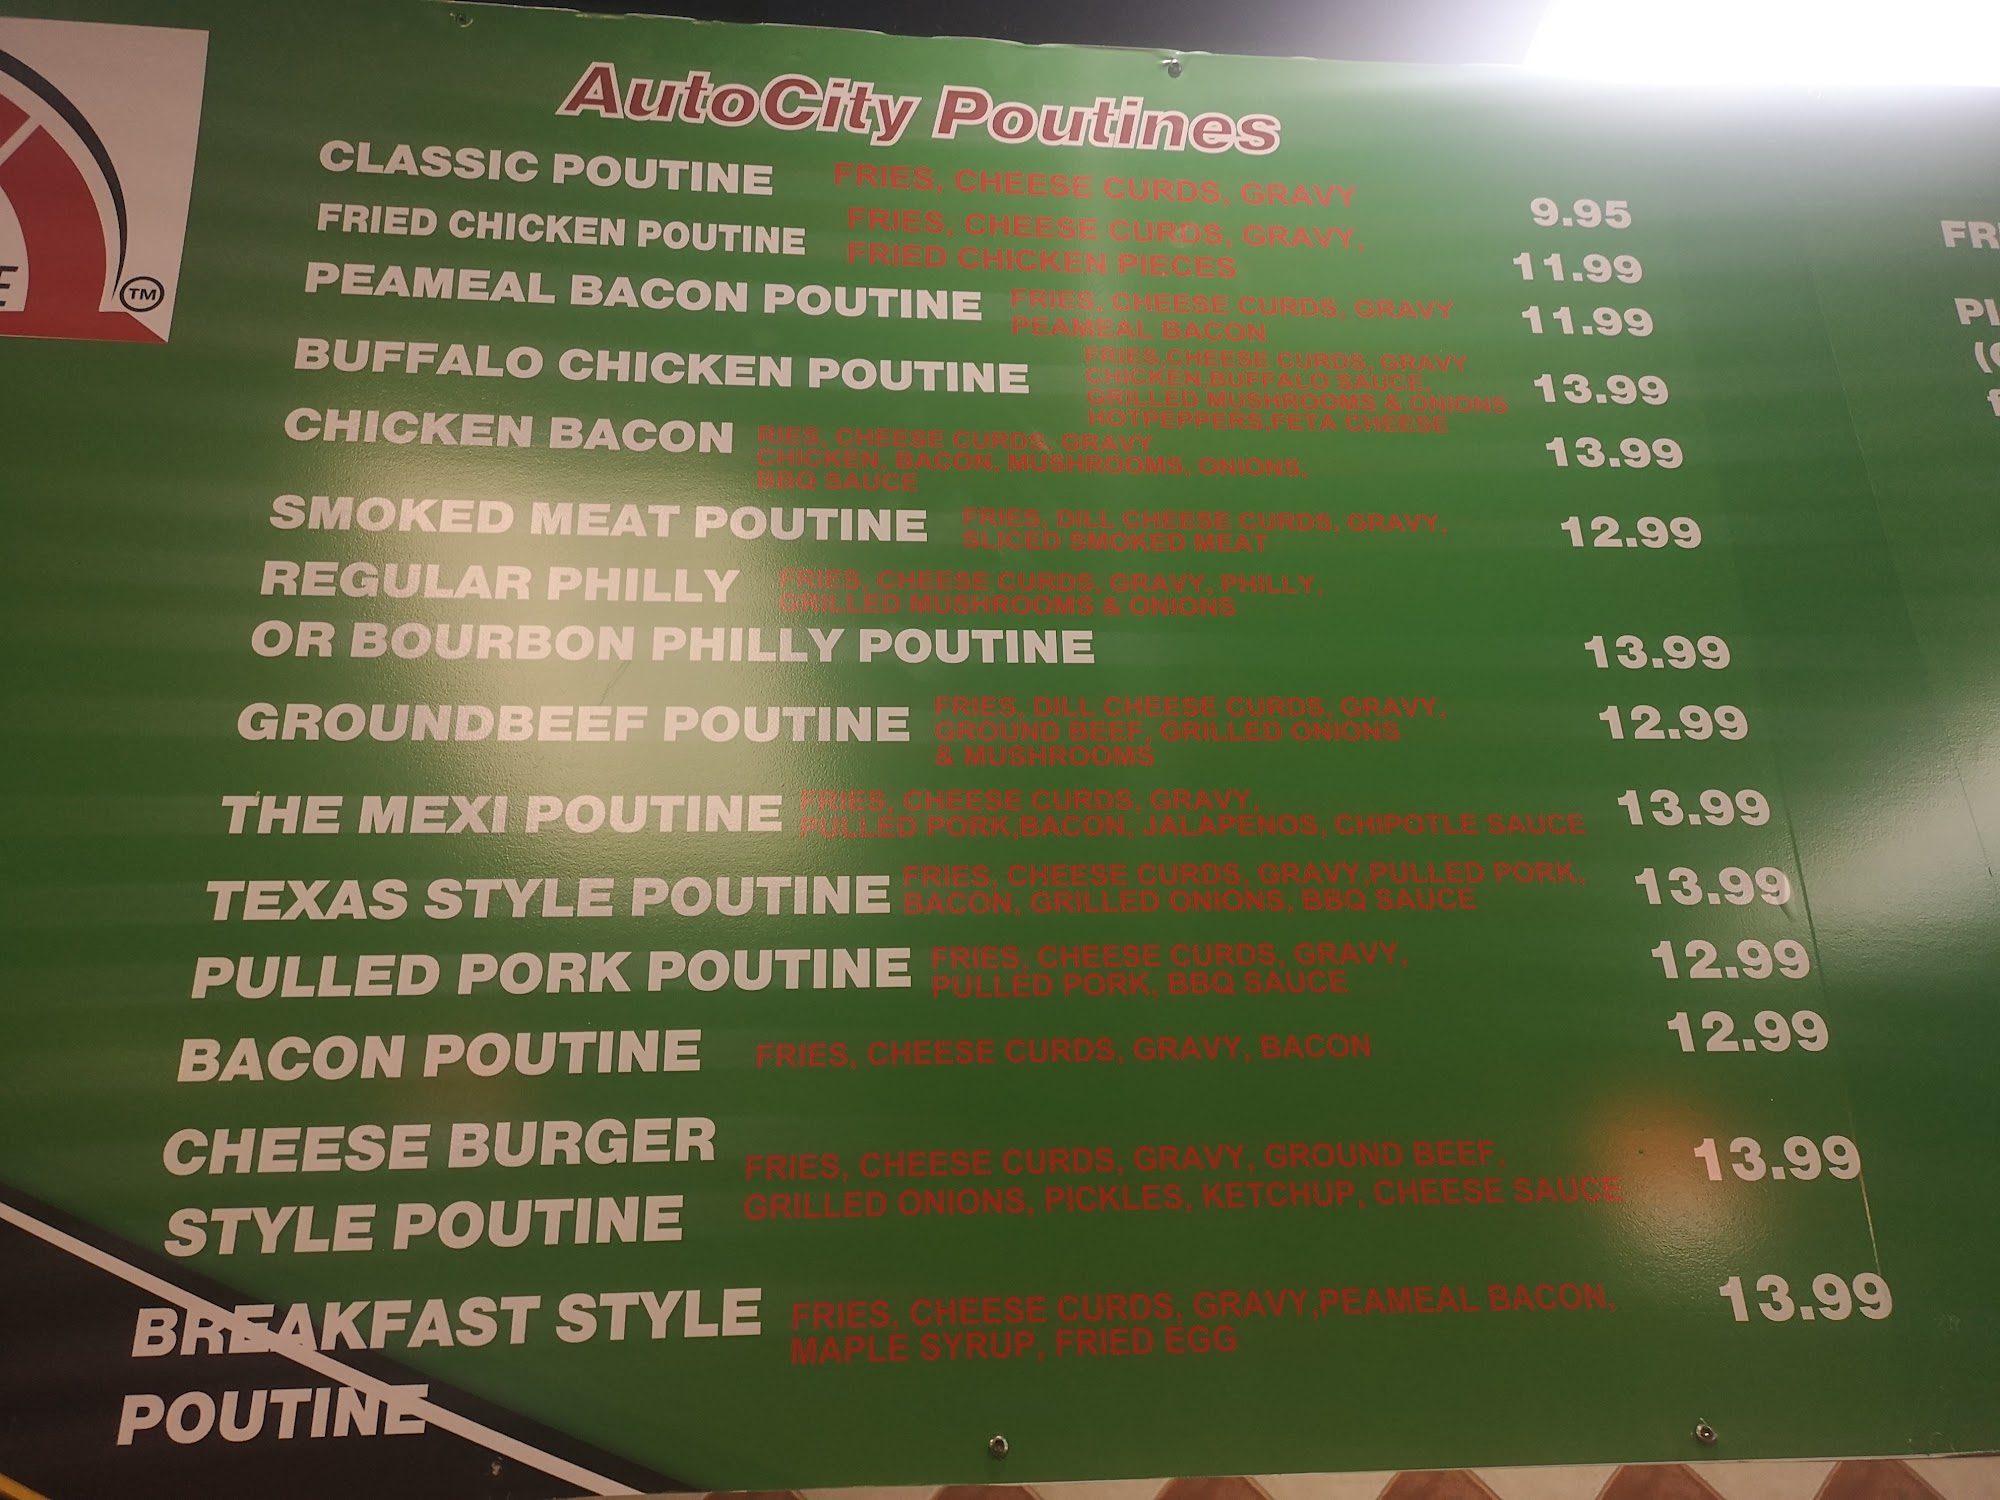 AutoCity Poutines
CLASSIC POUTINE FRIES, CHEESE CURDS, GRAVY 9.95
FRIED CHICKEN POUTINE FRIES, CHEESE CURDS, GRAVY,
FRIED CHICKEN PIECES 11.99
PEAMEAL BACON POUTINE FRIES, CHEESE CURDS, GRAVY 11.99
PEAMEAL BACON
BUFFALO CHICKEN POUTINE FRIES,CHEESE CURDS, GRAVY 13.99
CHICKEN,BUFFALO SAUCE,
GRILLED MUSHROOMS & ONIONS
HOTPEPPERS,FETA CHEESE
CHICKEN BACON RIES, CHEESE CURDS, GRAVY 13.99
CHICKEN, BACON, MUSHROOMS, ONIONS,
BBQ SAUCE
SMOKED MEAT POUTINE FRIES, DILL CHEESE CURDS, GRAVY, 12.99
SLICED SMOKED MEAT
REGULAR PHILLY FRIES, CHEESE CURDS, GRAVY, PHILLY,
GRILLED MUSHROOMS & ONIONS
OR BOURBON PHILLY POUTINE 13.99
GROUNDBEEF POUTINE FRIES, DILL CHEESE CURDS, GRAVY, 12.99
GROUND BEEF, GRILLED ONIONS
& MUSHROOMS
THE MEXI POUTINE FRIES, CHEESE CURDS, GRAVY, 13.99
PULLED PORK,BACON, JALAPENOS, CHIPOTLE SAUCE
TEXAS STYLE POUTINE FRIES, CHEESE CURDS, GRAVY,PULLED PORK, 13.99
BACON, GRILLED ONIONS, BBQ SAUCE
PULLED PORK POUTINE FRIES, CHEESE CURDS, GRAVY, 12.99
PULLED PORK, BBQ SAUCE
BACON POUTINE FRIES, CHEESE CURDS, GRAVY, BACON 12.99
CHEESE BURGER FRIES, CHEESE CURDS, GRAVY, GROUND BEEF, 13.99
STYLE POUTINE GRILLED ONIONS, PICKLES, KETCHUP, CHEESE SAUCE
BREAKFAST STYLE FRIES, CHEESE CURDS, GRAVY,PEAMEAL BACON, 13.99
MAPLE SYRUP, FRIED EGG
POUTINE
TM